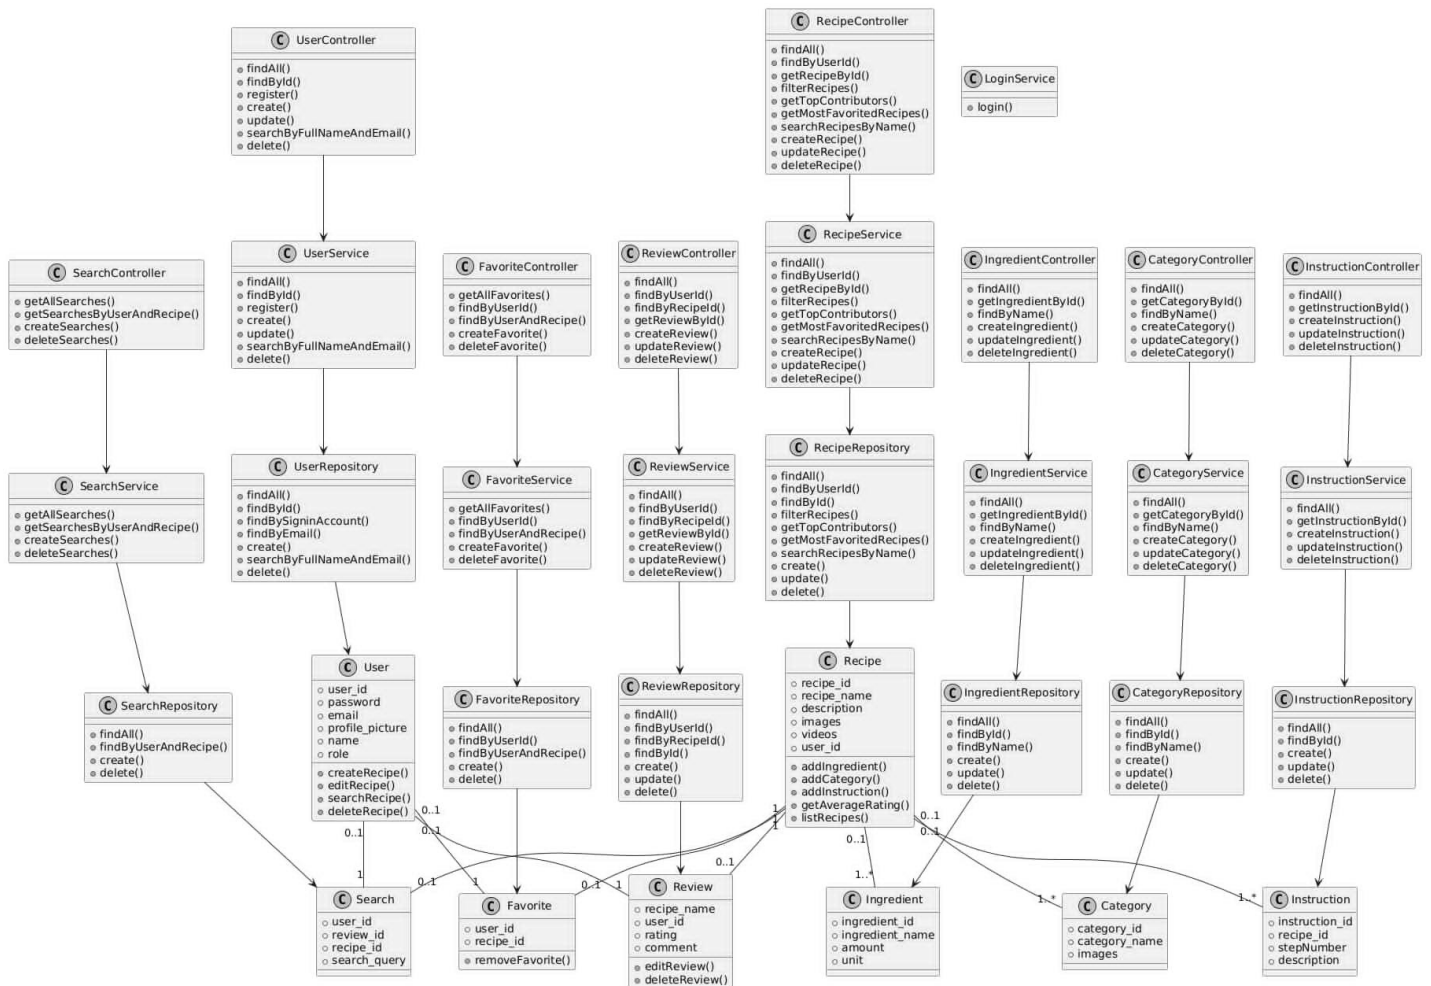 C UserController
findAll()
findById()
register()
create()
update()
searchByFullNameAndEmail()
delete()
C RecipeController
findAll()
findByUserId()
getRecipeById()
filterRecipes()
getTopContributors()
getMostFavoritedRecipes()
searchRecipesByName()
createRecipe()
updateRecipe()
deleteRecipe()
C LoginService
login()
C SearchController
getAllSearches()
getSearchesByUserAndRecipe()
createSearches()
deleteSearches()
C UserService
findAll()
findById()
register()
create()
update()
searchByFullNameAndEmail()
delete()
C FavoriteController
getAllFavorites()
findByUserId()
findByUserAndRecipe()
createFavorite()
deleteFavorite()
C ReviewController
findAll()
findByUserId()
findByRecipeId()
getReviewById()
createReview()
updateReview()
deleteReview()
C RecipeService
findAll()
findByUserId()
getRecipeById()
filterRecipes()
getTopContributors()
getMostFavoritedRecipes()
searchRecipesByName()
createRecipe()
updateRecipe()
deleteRecipe()
C IngredientController
findAll()
getIngredientById()
findByName()
createIngredient()
updateIngredient()
deleteIngredient()
C CategoryController
findAll()
getCategoryById()
findByName()
createCategory()
updateCategory()
deleteCategory()
C InstructionController
findAll()
getInstructionById()
createInstruction()
updateInstruction()
deleteInstruction()
C SearchService
getAllSearches()
getSearchesByUserAndRecipe()
createSearches()
deleteSearches()
C UserRepository
findAll()
findById()
findBySigninAccount()
findByEmail()
create()
searchByFullNameAndEmail()
delete()
C FavoriteService
getAllFavorites()
findByUserId()
findByUserAndRecipe()
createFavorite()
deleteFavorite()
C ReviewService
findAll()
findByUserId()
findByRecipeId()
getReviewById()
createReview()
updateReview()
deleteReview()
C RecipeRepository
findAll()
findByUserId()
findById()
filterRecipes()
getTopContributors()
getMostFavoritedRecipes()
searchRecipesByName()
create()
update()
delete()
C IngredientService
findAll()
getIngredientById()
findByName()
createIngredient()
updateIngredient()
deleteIngredient()
C CategoryService
findAll()
getCategoryById()
findByName()
createCategory()
updateCategory()
deleteCategory()
C InstructionService
findAll()
getInstructionById()
createInstruction()
updateInstruction()
deleteInstruction()
C SearchRepository
findAll()
findByUserAndRecipe()
create()
delete()
C User
user_id
password
email
profile_picture
name
role
createRecipe()
editRecipe()
searchRecipe()
deleteRecipe()
C FavoriteRepository
findAll()
findByUserId()
findByUserAndRecipe()
create()
delete()
C ReviewRepository
findAll()
findByUserId()
findByRecipeId()
findById()
create()
update()
delete()
C Recipe
recipe_id
recipe_name
description
images
videos
user_id
addIngredient()
addCategory()
addInstruction()
getAverageRating()
listRecipes()
C IngredientRepository
findAll()
findById()
findByName()
create()
update()
delete()
C CategoryRepository
findAll()
findById()
findByName()
create()
update()
delete()
C InstructionRepository
findAll()
findById()
create()
update()
delete()
0..1
0..1
0..1
1
1
1
0..1
0..1
0..1
1
0..1
1
0..1
1
0..1
1..*
1..*
1..*
C Search
user_id
review_id
recipe_id
search_query
C Favorite
user_id
recipe_id
removeFavorite()
C Review
recipe_name
user_id
rating
comment
editReview()
deleteReview()
C Ingredient
ingredient_id
ingredient_name
amount
unit
C Category
category_id
category_name
images
C Instruction
instruction_id
recipe_id
stepNumber
description